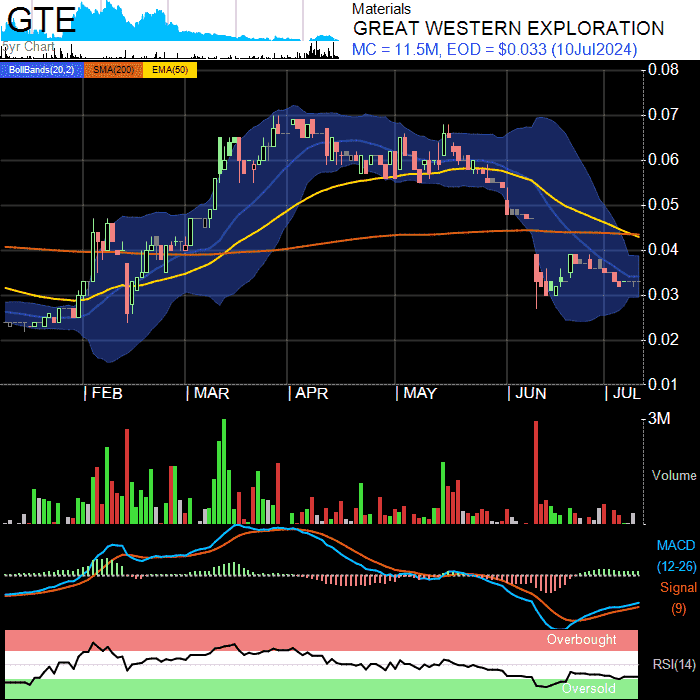 GTE
5yr Chart
Materials
GREAT WESTERN EXPLORATION
MC = 11.5M, EOD = $0.033 (10Jul2024)
BollBands(20,2) SMA(200) EMA(50)
0.08
0.07
0.06
0.05
0.04
0.03
0.02
0.01
FEB MAR APR MAY JUN JUL
3M
Volume
MACD
(12-26)
Signal
(9)
Overbought
RSI(14)
Oversold